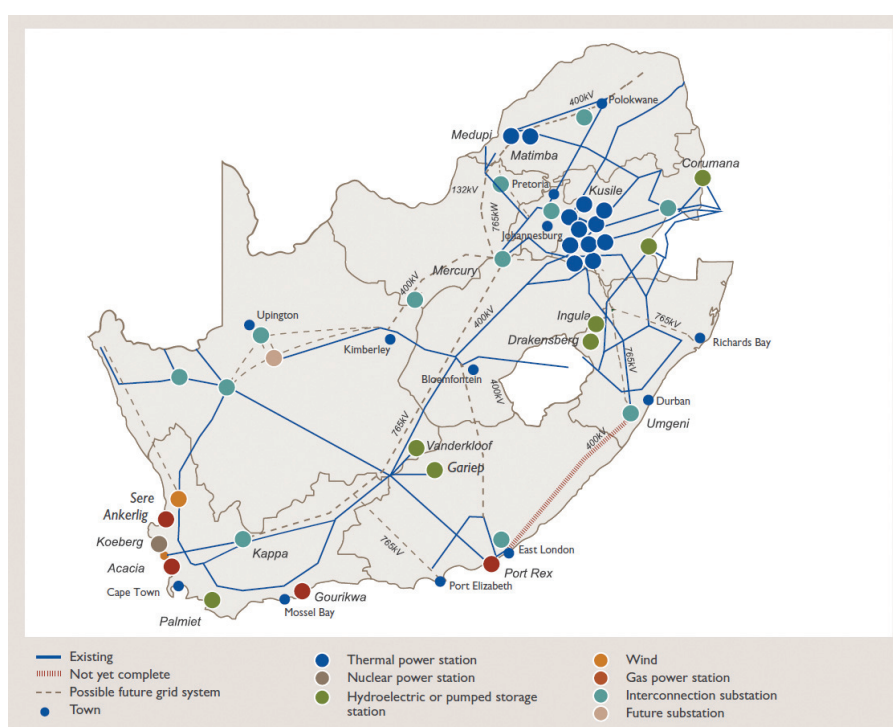 400kV
Polokwane
Medupi
Matimba
Corumana
Pretoria
Kusile
132kV
765kW
Johannesburg
Mercury
400kV
Upington
400kV
Ingula
765kV
Kimberley
Drakensberg
Richards Bay
Bloemfontein
765kV
400kV
Durban
765kV
Umgeni
400kV
Vanderkloof
Gariep
Sere
Ankerlig
Koeberg
Kappa
765kV
East London
Acacia
Port Rex
Cape Town
Gourikwa
Port Elizabeth
Palmiet
Mossel Bay
Existing
Not yet complete
Possible future grid system
Town
Thermal power station
Nuclear power station
Hydroelectric or pumped storage
station
Wind
Gas power station
Interconnection substation
Future substation